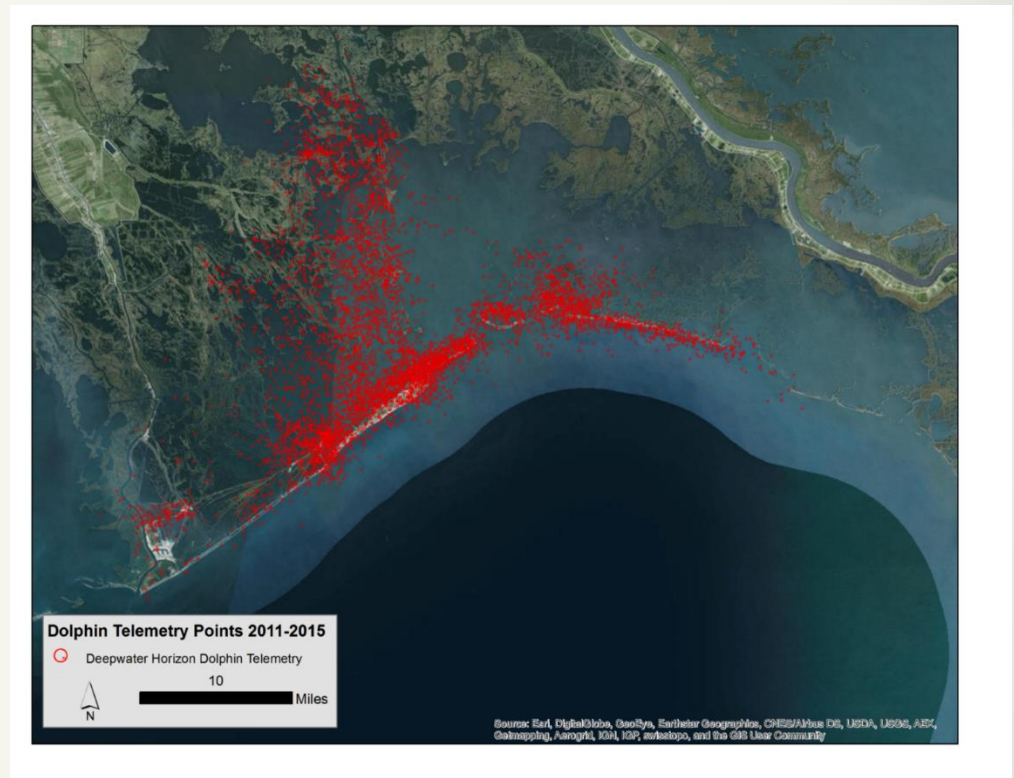 Dolphin Telemetry Points 2011-2015
Deepwater Horizon Dolphin Telemetry
10
Miles
N
Source: Esri, DigitalGlobe, GeoEye, Earthstar Geographics, CNES/Airbus DS, USDA, USGS, AEX,
Getmapping, Aerogrid, IGN, IGP, swisstopo, and the GIS User Community